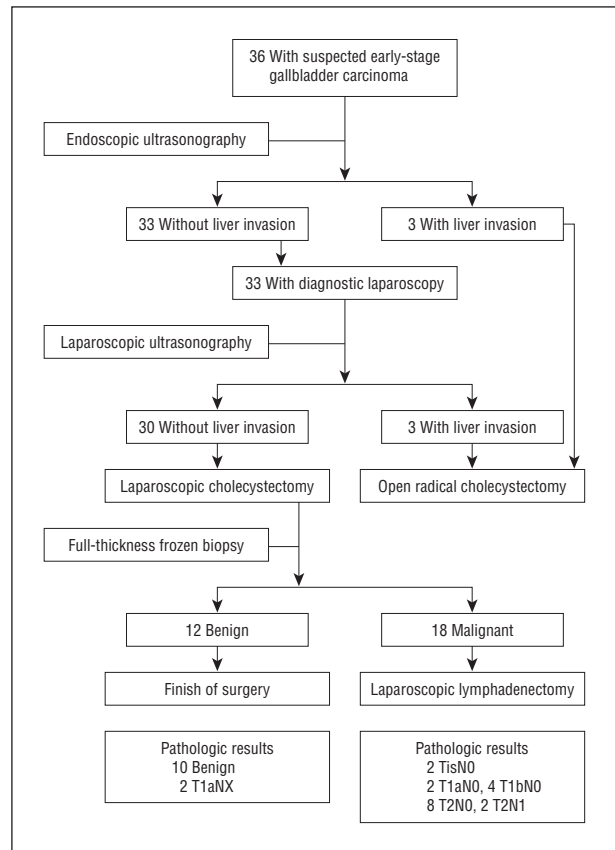 36 With suspected early-stage
gallbladder carcinoma
Endoscopic ultrasonography
33 Without liver invasion
3 With liver invasion
33 With diagnostic laparoscopy
Laparoscopic ultrasonography
30 Without liver invasion
3 With liver invasion
Laparoscopic cholecystectomy
Open radical cholecystectomy
Full-thickness frozen biopsy
12 Benign
18 Malignant
Finish of surgery
Laparoscopic lymphadenectomy
Pathologic results
10 Benign
2 T1aNX
Pathologic results
2 TisN0
2 T1aN0, 4 T1bN0
8 T2N0, 2 T2N1